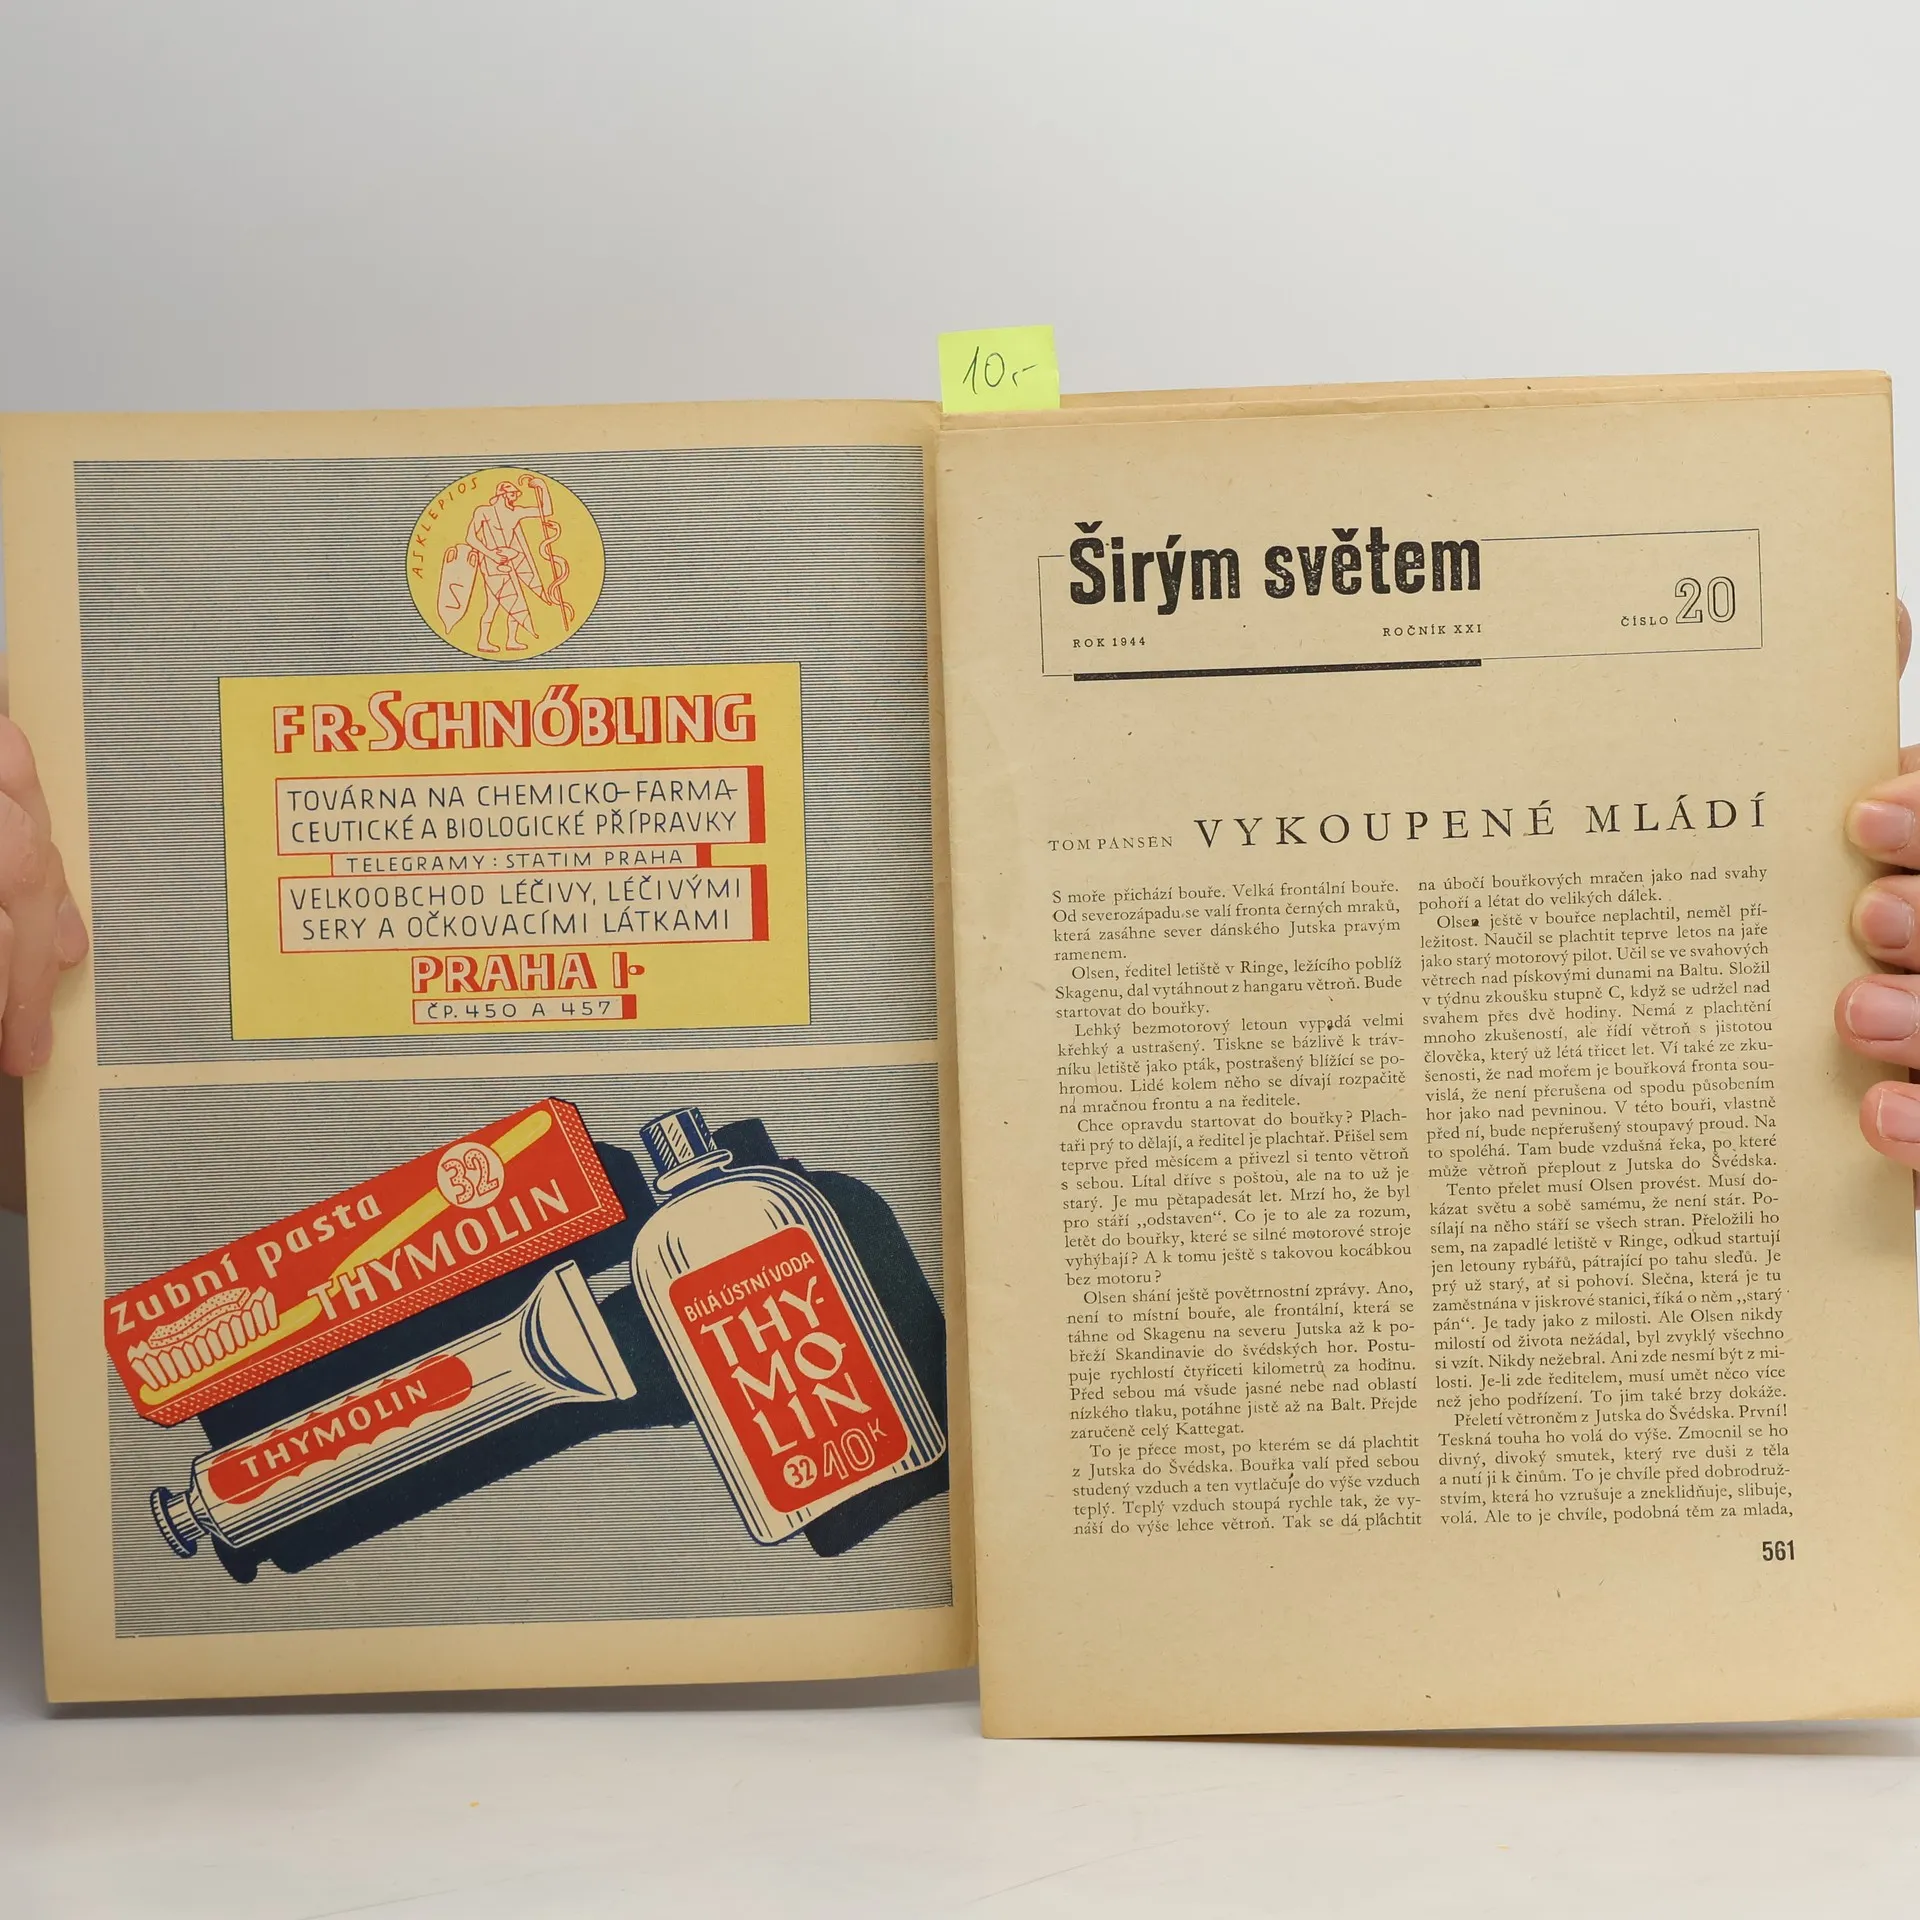 10,-
ASKLEPIOS
FR. SCHNÖBLING
TOVÁRNA NA CHEMICKO-FARMA-
CEUTICKÉ A BIOLOGICKÉ PŘÍPRAVKY
TELEGRAMY: STATIM PRAHA
VELKOOBCHOD LÉČIVY, LÉČIVÝMI
SERY A OČKOVACÍMI LÁTKAMI
PRAHA I.
ČP. 450 A 457
Zubní pasta
32
THYMOLIN
THYMOLIN
BÍLÁ ÚSTNÍ VODA
THY-
MO
LIN
32 10K
Širým světem
ROK 1944
ROČNÍK XXI
ČÍSLO 20
TOM PANSEN VYKOUPENÉ MLÁDÍ
S moře přichází bouře. Velká frontální bouře.
Od severozápadu se valí fronta černých mraků,
která zasáhne sever dánského Jutska pravým
ramenem.
Olsen, ředitel letiště v Ringe, ležícího poblíž
Skagenu, dal vytáhnout z hangaru větroň. Bude
startovat do bouřky.
Lehký bezmotorový letoun vypadá velmi
křehký a ustrašený. Tiskne se bázlivě k tráv-
níku letiště jako pták, postrašený blížící se po-
hromou. Lidé kolem něho se dívají rozpačitě
na mračnou frontu a na ředitele.
Chce opravdu startovat do bouřky? Plach-
taři prý to dělají, a ředitel je plachtař. Přišel sem
teprve před měsícem a přivezl si tento větroň
s sebou. Lítal dříve s poštou, ale na to už je
starý. Je mu pětapadesát let. Mrzí ho, že byl
pro stáří „odstaven“. Co je to ale za rozum,
letět do bouřky, které se silné motorové stroje
vyhýbají? A k tomu ještě s takovou kocábkou
bez motoru?
Olsen shání ještě povětrnostní zprávy. Ano,
není to místní bouře, ale frontální, která se
táhne od Skagenu na severu Jutska až k po-
břeží Skandinavie do švédských hor. Postu-
puje rychlostí čtyřiceti kilometrů za hodinu.
Před sebou má všude jasné nebe nad oblastí
nízkého tlaku, potáhne jistě až na Balt. Přejde
zaručeně celý Kattegat.
To je přece most, po kterém se dá plachtit
z Jutska do Švédska. Bouřka valí před sebou
studený vzduch a ten vytlačuje do výše vzduch
teplý. Teplý vzduch stoupá rychle tak, že vy-
náší do výše lehce větroň. Tak se dá plachtit
na úbočí bouřkových mračen jako nad svahy
pohoří a létat do velikých dálek.
Olsen ještě v bouřce neplachtil, neměl pří-
ležitost. Naučil se plachtit teprve letos na jaře
jako starý motorový pilot. Učil se ve svahových
větrech nad pískovými dunami na Baltu. Složil
v týdnu zkoušku stupně C, když se udržel nad
svahem přes dvě hodiny. Nemá z plachtění
mnoho zkušeností, ale řídí větroň s jistotou
člověka, který už létá třicet let. Ví také ze zku-
šenosti, že nad mořem je bouřková fronta sou-
vislá, že není přerušena od spodu působením
hor jako nad pevninou. V této bouři, vlastně
před ní, bude nepřerušený stoupavý proud. Na
to spoléhá. Tam bude vzdušná řeka, po které
může větroň přeplout z Jutska do Švédska.
Tento přelet musí Olsen provést. Musí do-
kázat světu a sobě samému, že není stár. Po-
sílají na něho stáří se všech stran. Přeložili ho
sem, na zapadlé letiště v Ringe, odkud startují
jen letouny rybářů, pátrající po tahu sleďů. Je
prý už starý, ať si pohoví. Slečna, která je tu
zaměstnána v jiskrové stanici, říká o něm „starý
pán“. Je tady jako z milosti. Ale Olsen nikdy
milostí od života nežádal, byl zvyklý všechno
si vzít. Nikdy nežebral. Ani zde nesmí být z mi-
losti. Je-li zde ředitelem, musí umět něco více
než jeho podřízení. To jim také brzy dokáže.
Přeletí větroněm z Jutska do Švédska. První!
Teskná touha ho volá do výše. Zmocnil se ho
divný, divoký smutek, který rve duši z těla
a nutí ji k činům. To je chvíle před dobrodruž-
stvím, která ho vzrušuje a zneklidňuje, slibuje,
volá. Ale to je chvíle, podobná těm za mlada,
561